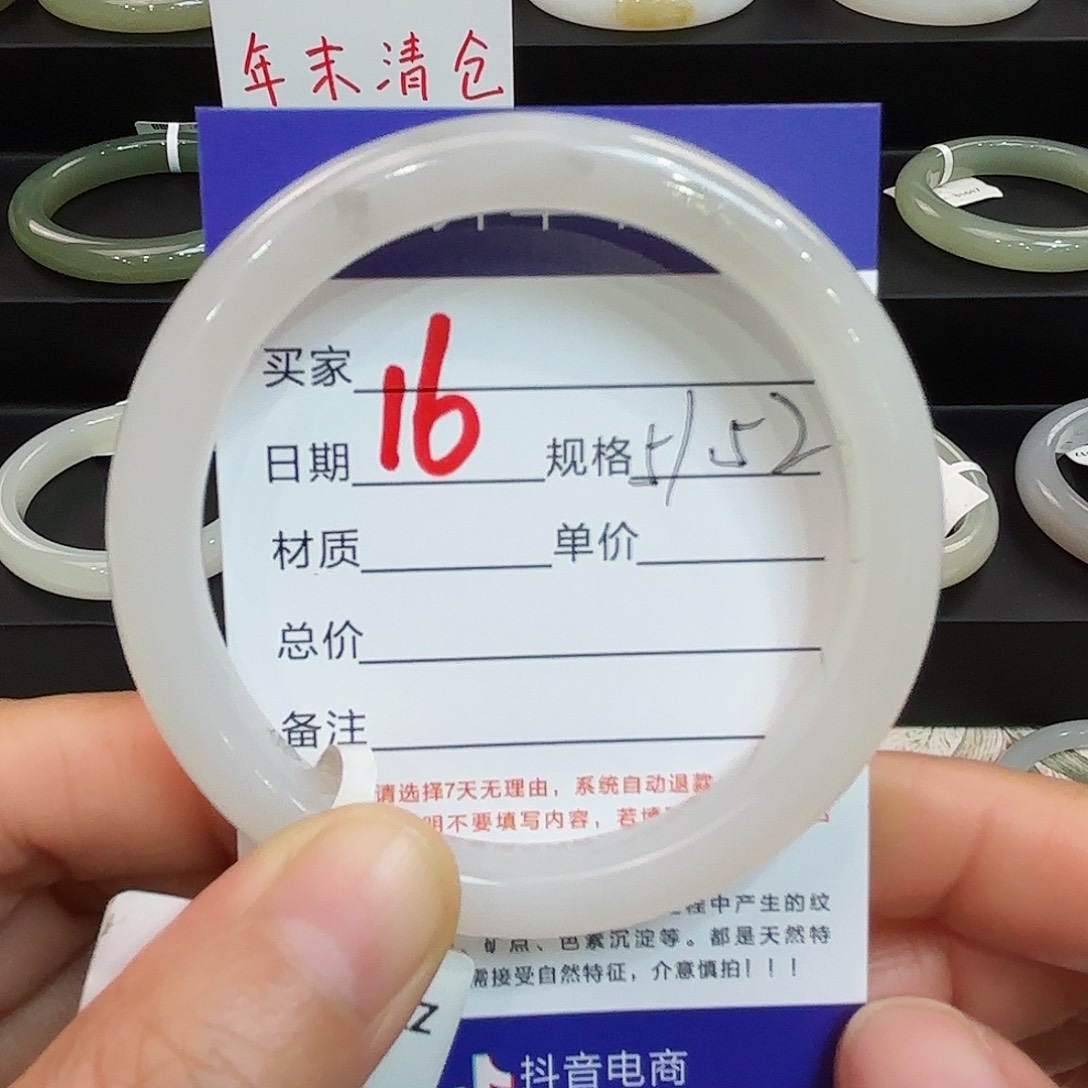 年末清仓
买家
16
日期 规格 52
材质 单价
总价
备注
请选择7天无理由，系统自动退款
明不要填写内容，若填
程中产生的纹
矿点、色素沉淀等。都是天然特
需接受自然特征，介意慎拍！！！
Z
抖音电商